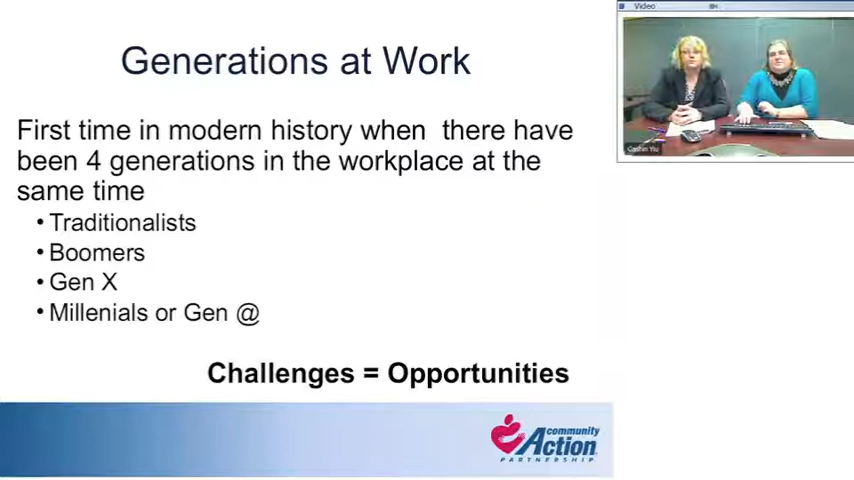 Video
Generations at Work
First time in modern history when there have
been 4 generations in the workplace at the
same time
• Traditionalists
• Boomers
• Gen X
• Millenials or Gen @
Challenges = Opportunities
community
Action
PARTNERSHIP